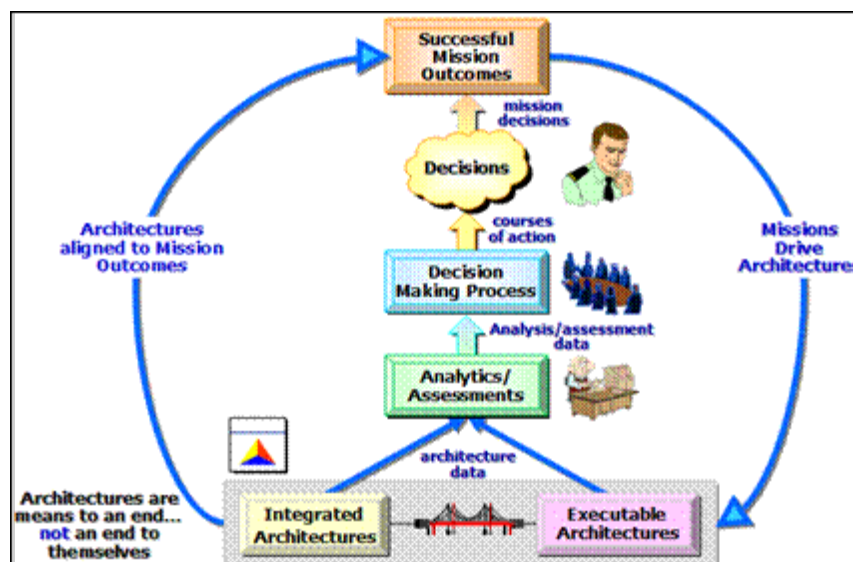 Successful
Mission
Outcomes
mission
decisions
Decisions
courses
of action
Architectures
aligned to Mission
Outcomes
Missions
Drive
Architectures
Decision
Making Process
Analysis/assessment
data
Analytics/
Assessments
architecture
data
Architectures are
means to an end...
not an end to
themselves
Integrated
Architectures
Executable
Architectures